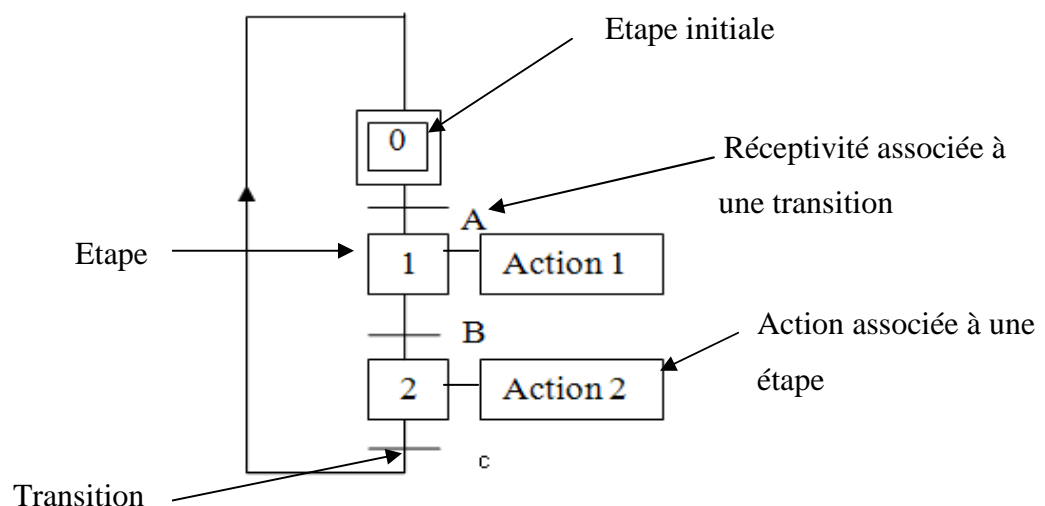 Etape initiale
0
Réceptivité associée à
une transition
A
Etape
1
Action 1
B
Action associée à une
étape
2
Action 2
c
Transition